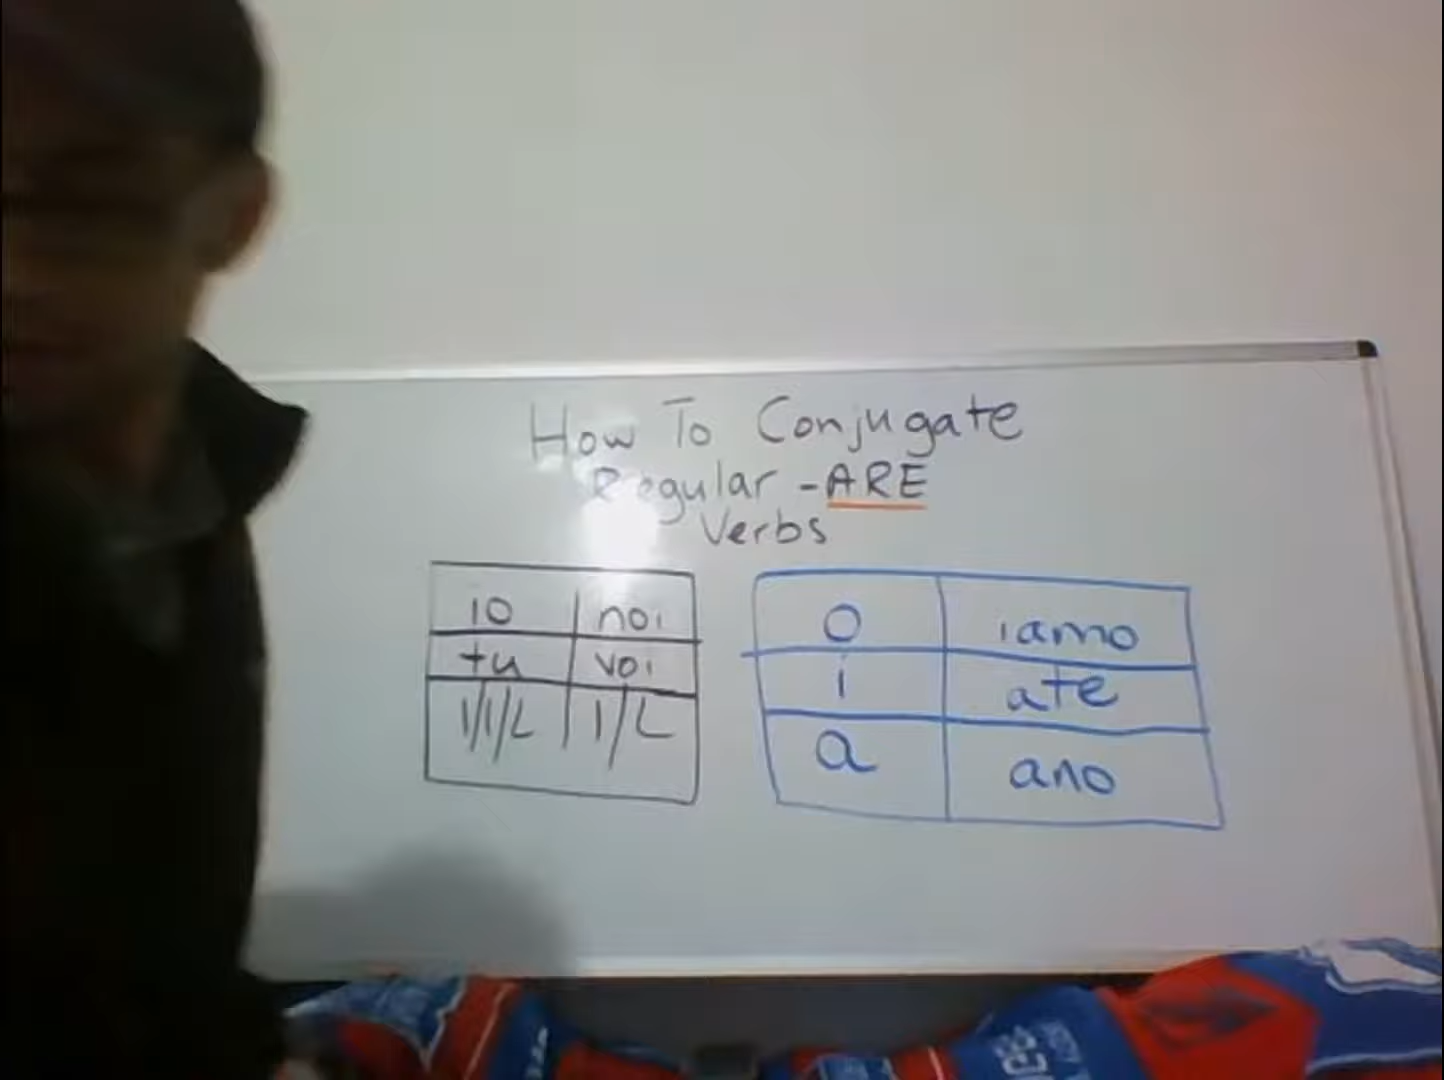 How To Conjugate
Regular -ARE
Verbs
io noi
tu voi
I/I/L I/L
o iamo
i ate
a ano